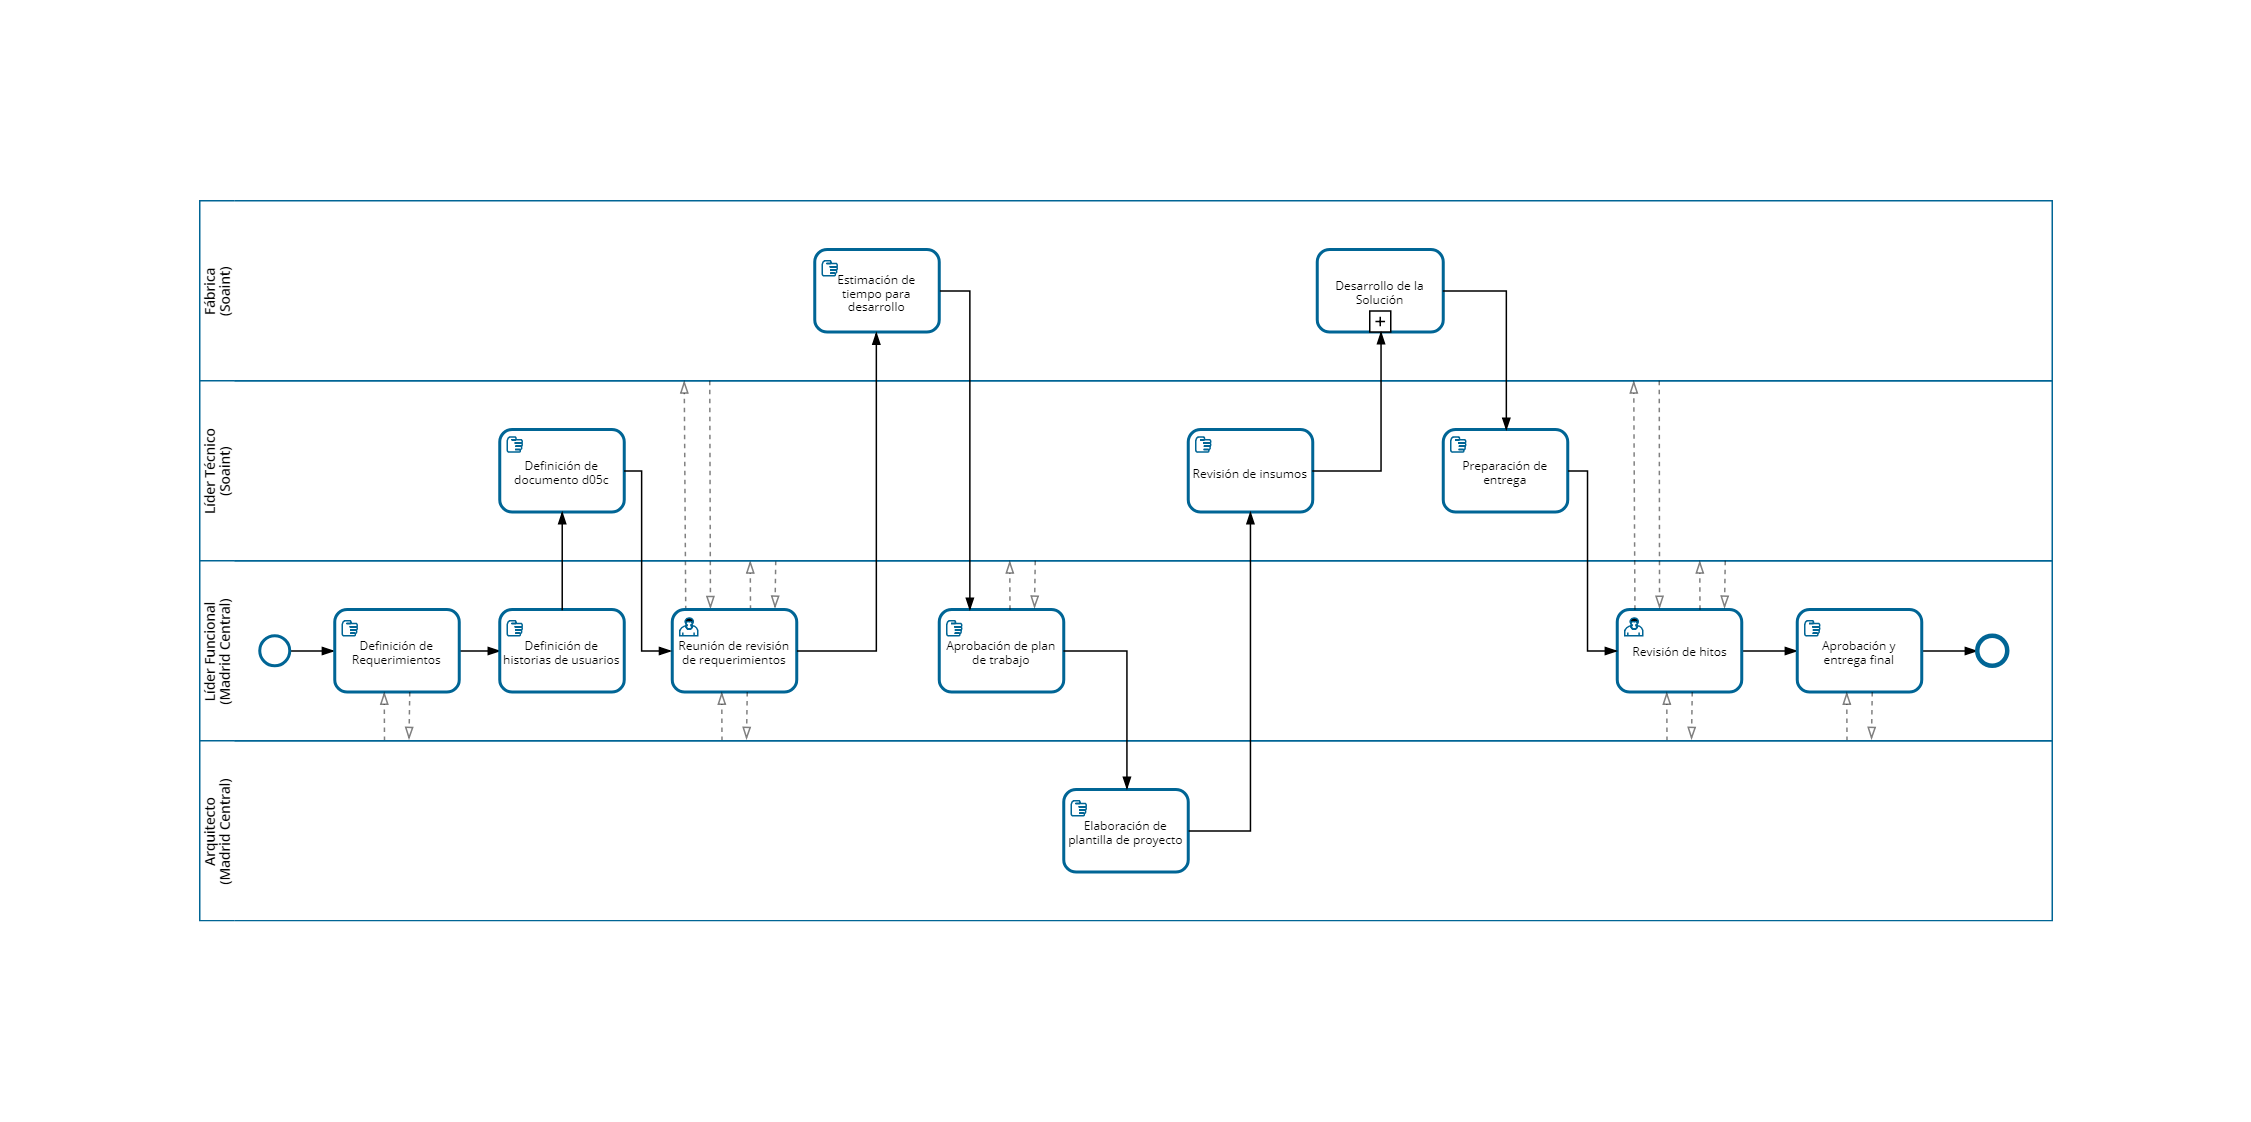 Fábrica
(Soaint)
Estimación de
tiempo para
desarrollo
Desarrollo de la
Solución
Líder Técnico
(Soaint)
Definición de
documento d05c
Revisión de insumos
Preparación de
entrega
Líder Funcional
(Madrid Central)
Definición de
Requerimientos
Definición de
historias de usuarios
Reunión de revisión
de requerimientos
Aprobación de plan
de trabajo
Revisión de hitos
Aprobación y
entrega final
Arquitecto
(Madrid Central)
Elaboración de
plantilla de proyecto